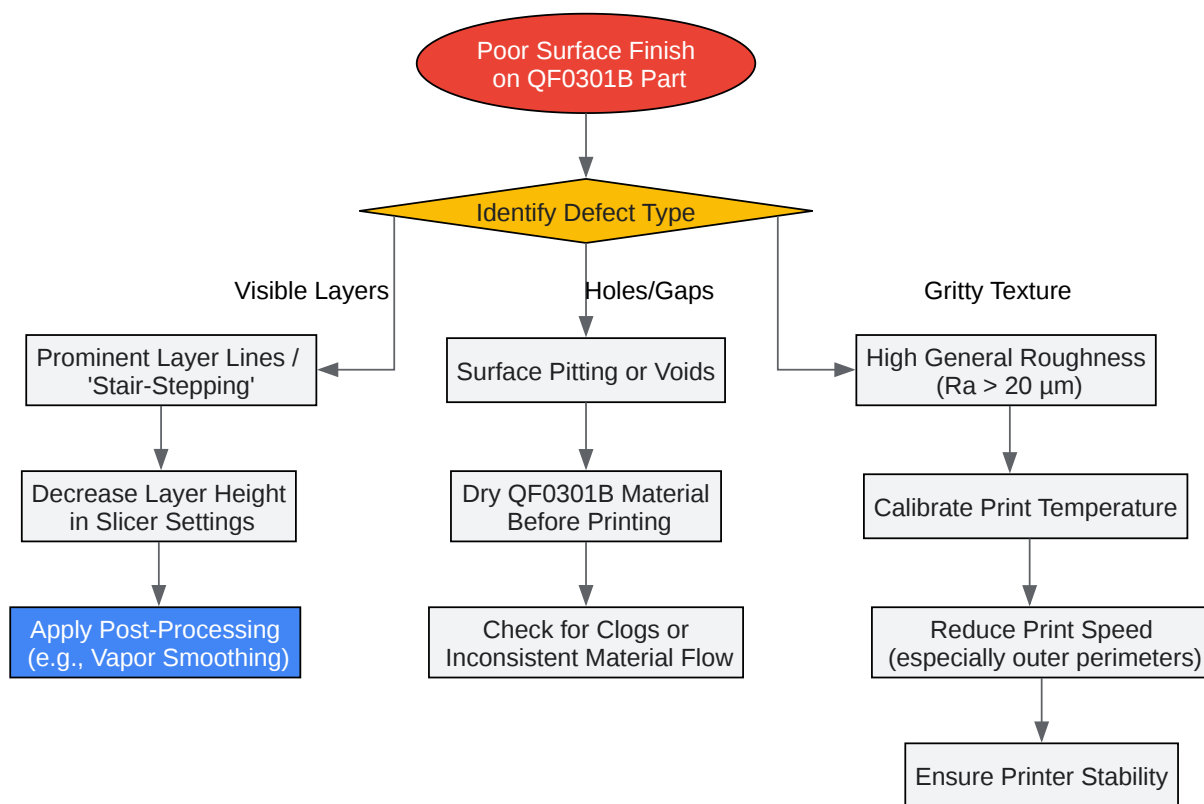 Poor Surface Finish
on QF0301B Part
Identify Defect Type
Visible Layers
Holes/Gaps
Gritty Texture
Prominent Layer Lines /
'Stair-Stepping'
Surface Pitting or Voids
High General Roughness
(Ra > 20 µm)
Decrease Layer Height
in Slicer Settings
Dry QF0301B Material
Before Printing
Calibrate Print Temperature
Apply Post-Processing
(e.g., Vapor Smoothing)
Check for Clogs or
Inconsistent Material Flow
Reduce Print Speed
(especially outer perimeters)
Ensure Printer Stability